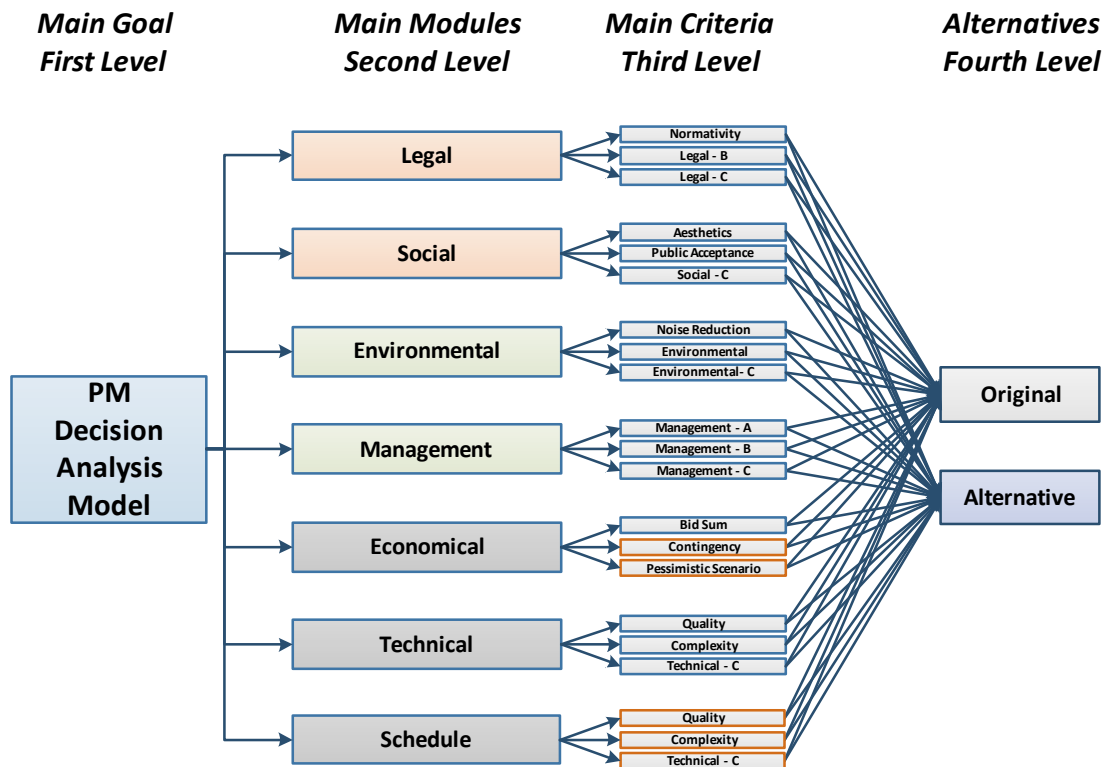 Main Goal
First Level
Main Modules
Second Level
Main Criteria
Third Level
Alternatives
Fourth Level
PM
Decision
Analysis
Model
Legal
Normativity
Legal - B
Legal - C
Social
Aesthetics
Public Acceptance
Social - C
Environmental
Noise Reduction
Environmental
Environmental- C
Management
Management - A
Management - B
Management - C
Economical
Bid Sum
Contingency
Pessimistic Scenario
Technical
Quality
Complexity
Technical - C
Schedule
Quality
Complexity
Technical - C
Original
Alternative